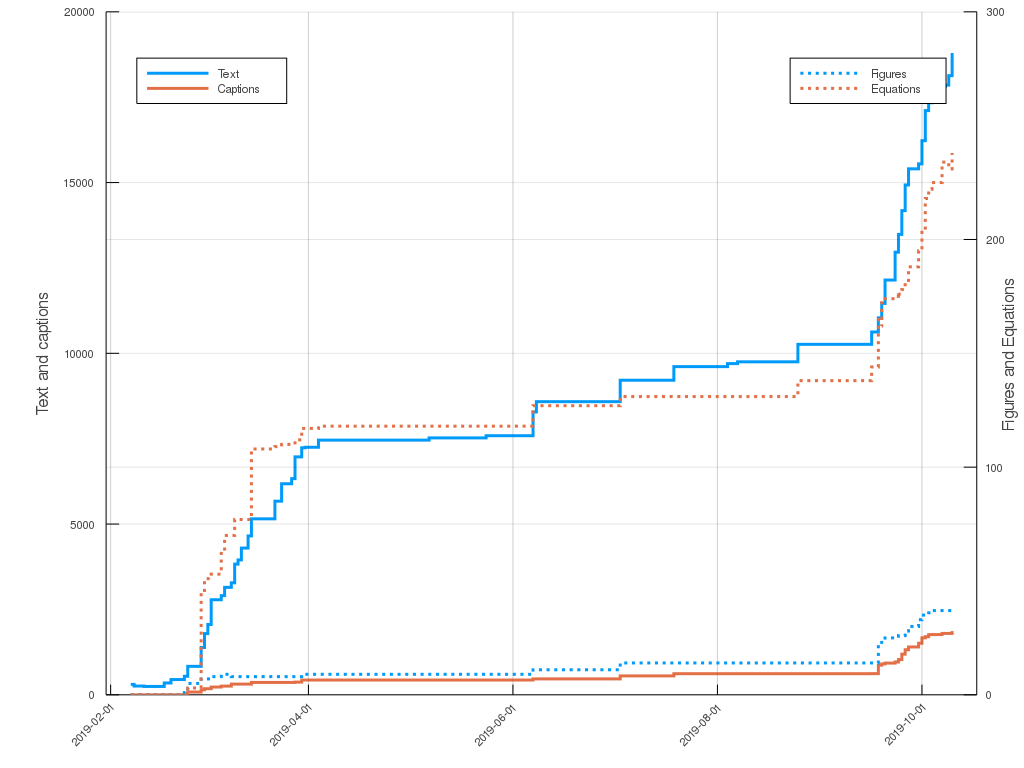 20000
15000
10000
5000
0
Text and captions
300
200
100
0
Figures and Equations
Text
Captions
Figures
Equations
2019-02-01
2019-04-01
2019-06-01
2019-08-01
2019-10-01